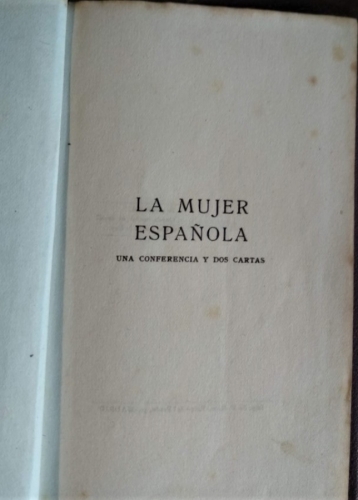 LA MUJER
ESPAÑOLA
UNA CONFERENCIA Y DOS CARTAS